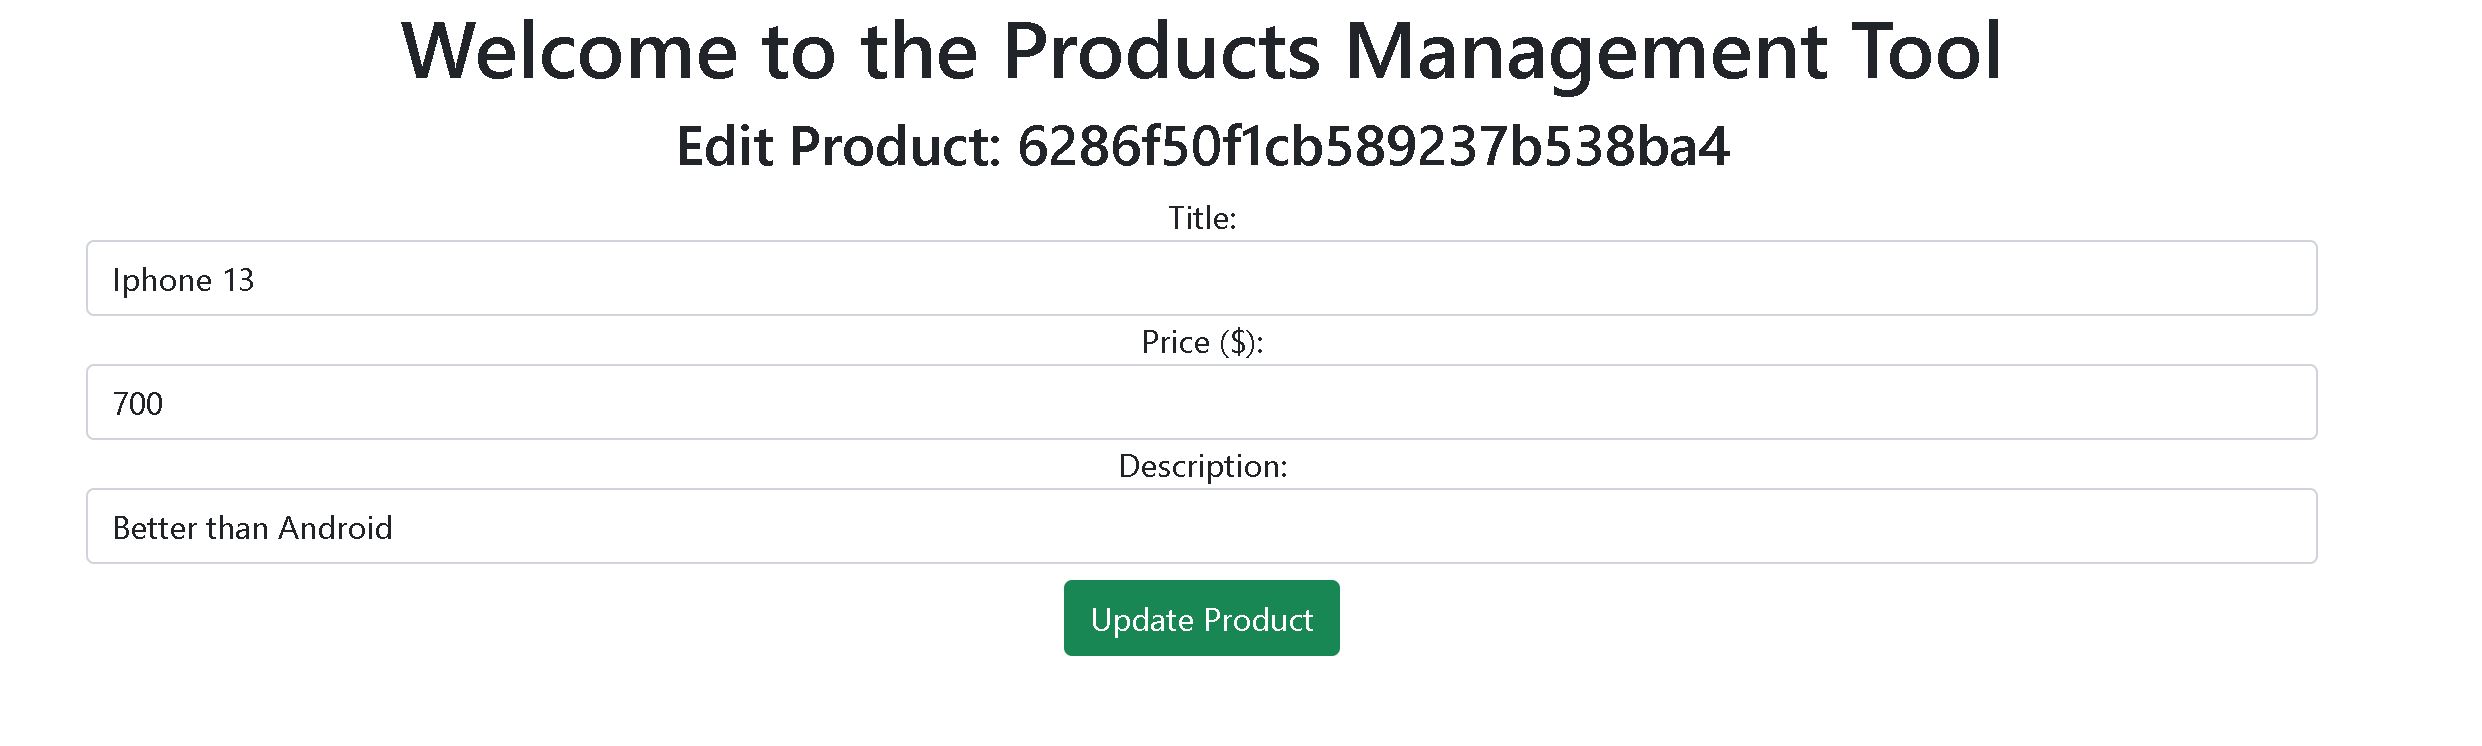 Welcome to the Products Management Tool
Edit Product: 6286f50f1cb589237b538ba4
Title:
Iphone 13
Price ($):
700
Description:
Better than Android
Update Product